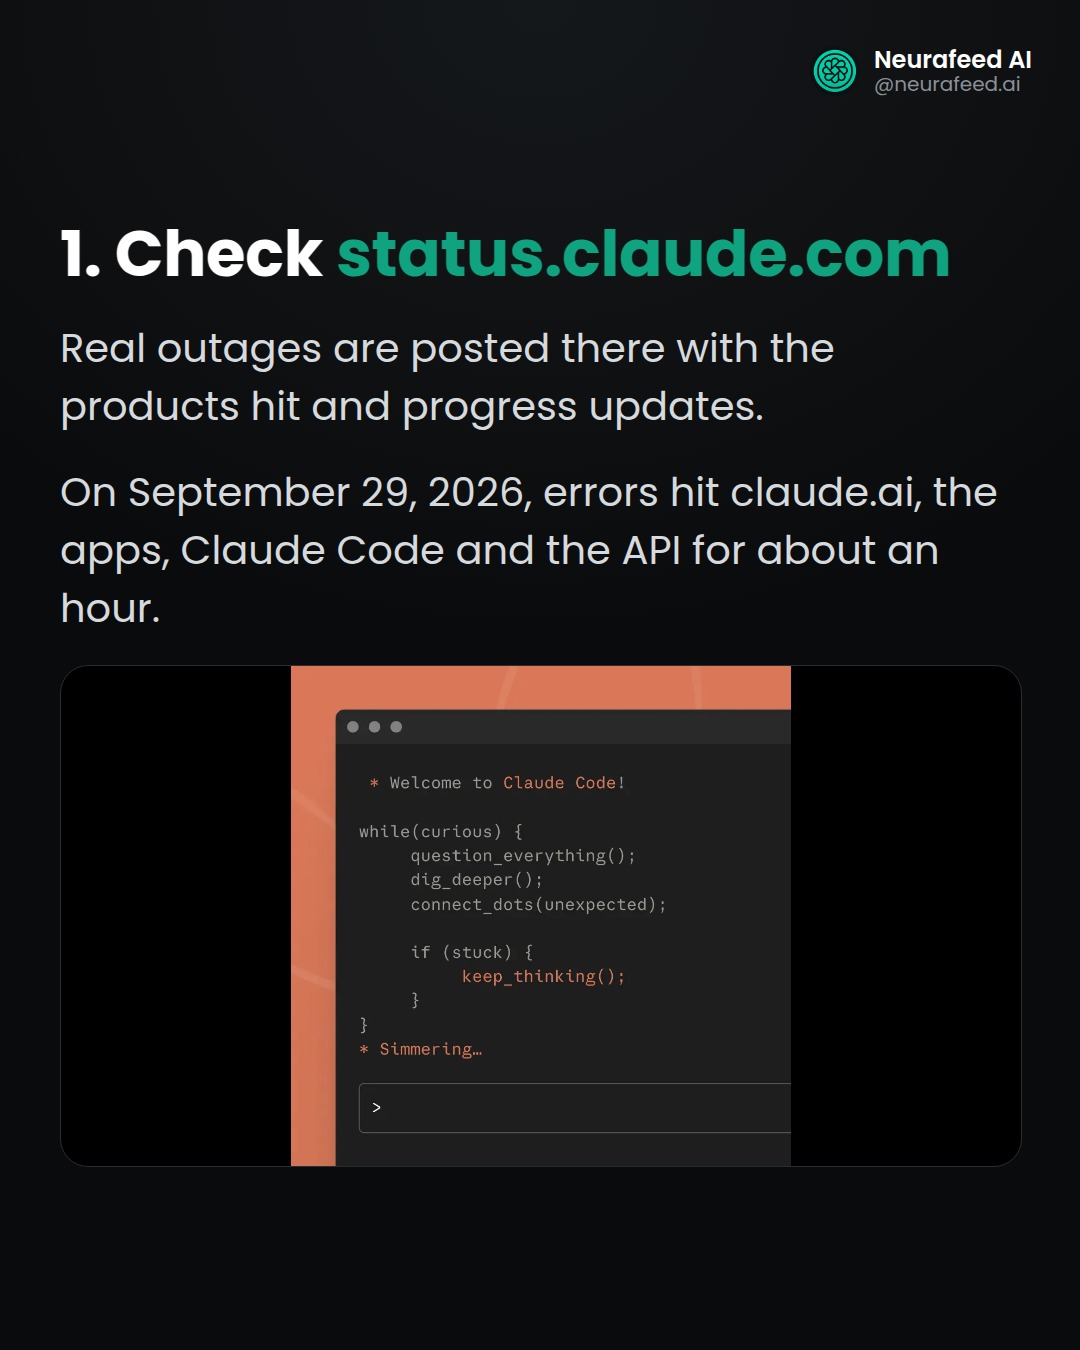 Neurafeed AI
@neurafeed.ai
1. Check status.claude.com
Real outages are posted there with the
products hit and progress updates.
On September 29, 2026, errors hit claude.ai, the
apps, Claude Code and the API for about an
hour.
* Welcome to Claude Code!
while(curious) {
question_everything();
dig_deeper();
connect_dots(unexpected);
if (stuck) {
keep_thinking();
}
}
* Simmering…
>